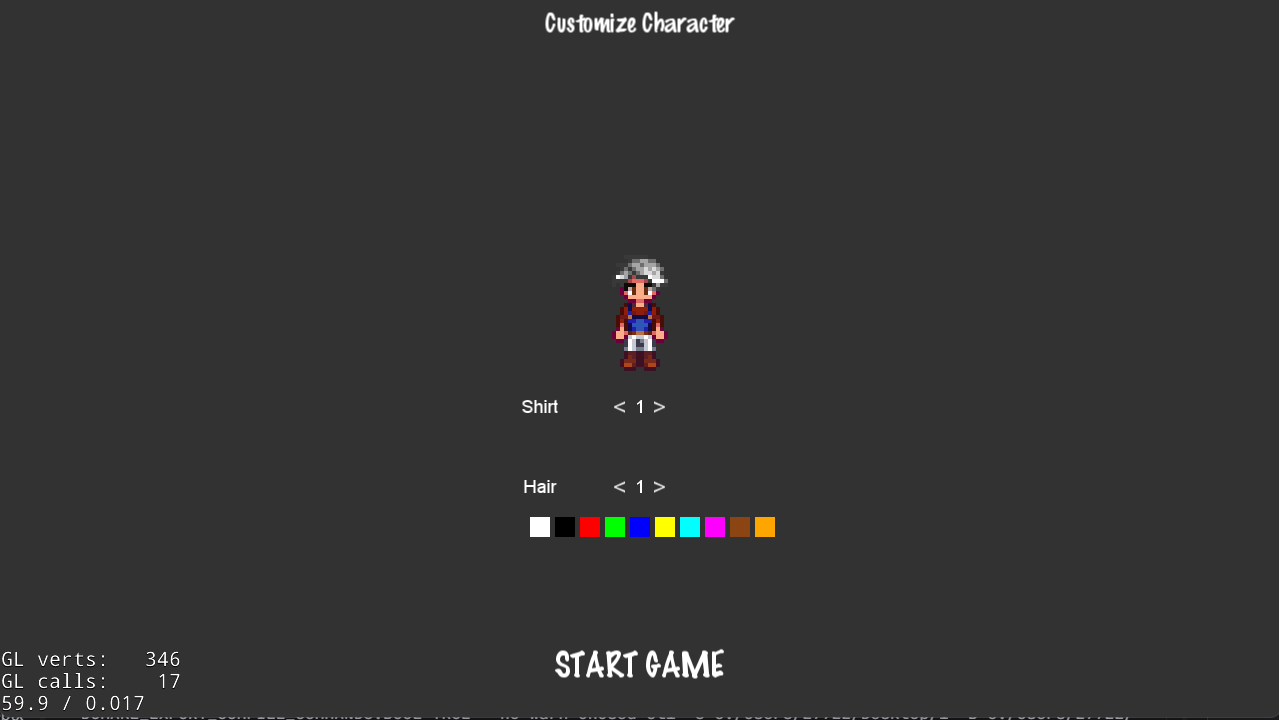 Customize Character
Shirt < 1 >
Hair < 1 >
START GAME
GL verts: 346
GL calls: 17
59.9 / 0.017